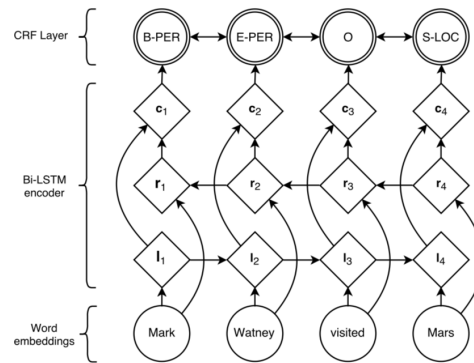 CRF Layer B-PER E-PER O S-LOC
c1 c2 c3 c4
Bi-LSTM
encoder
r1 r2 r3 r4
l1 l2 l3 l4
Word
embeddings
Mark Watney visited Mars